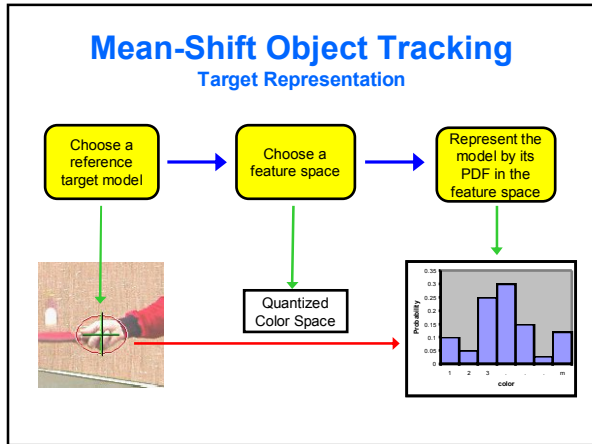 Mean-Shift Object Tracking
Target Representation
Choose a
reference
target model
Choose a
feature space
Represent the
model by its
PDF in the
feature space
Quantized
Color Space
0.35
0.3
0.25
0.2
0.15
0.1
0.05
0
Probability
1 2 3 . . . m
color